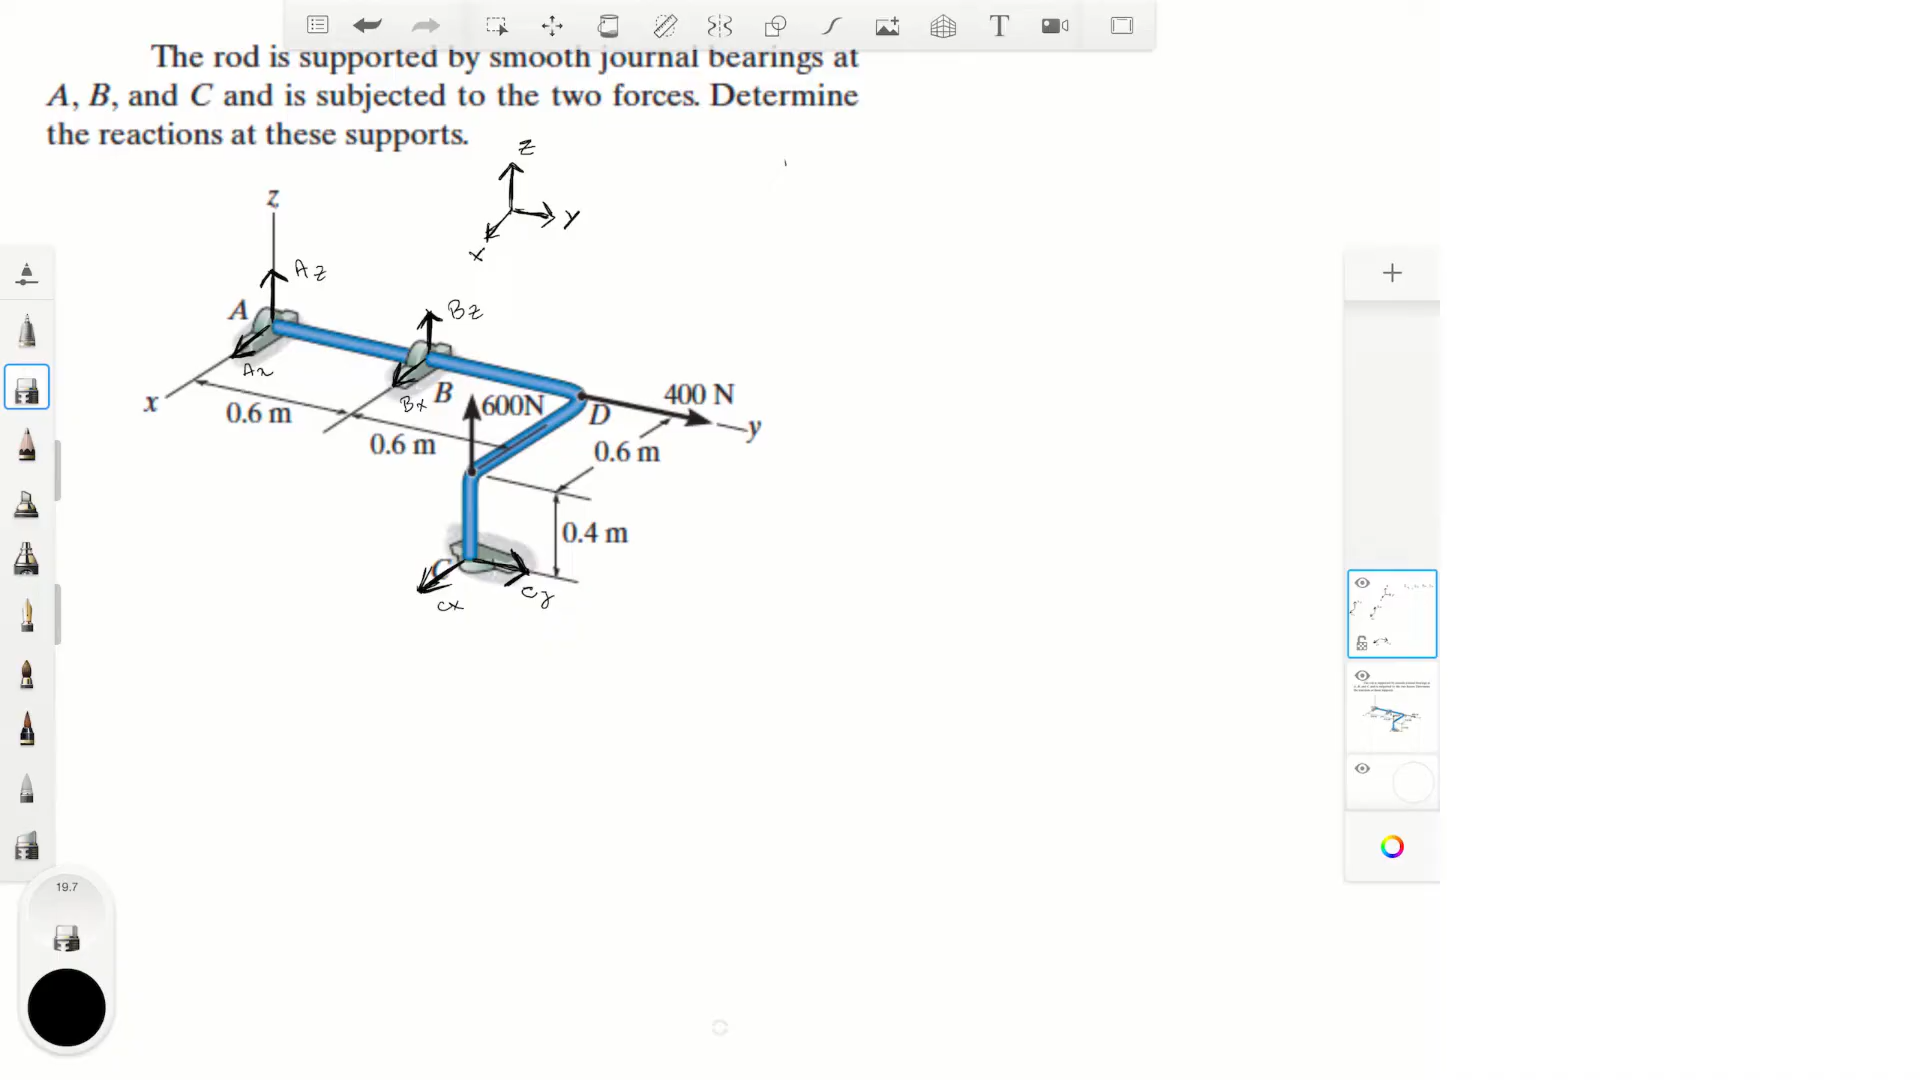 The rod is supported by smooth journal bearings at
A, B, and C and is subjected to the two forces. Determine
the reactions at these supports.
z
y
x
z
Az
Bz
A
Ax
B
Bx
600N
400 N
D
y
x
0.6 m
0.6 m
0.6 m
0.4 m
C
Cx
Cy
T
19.7